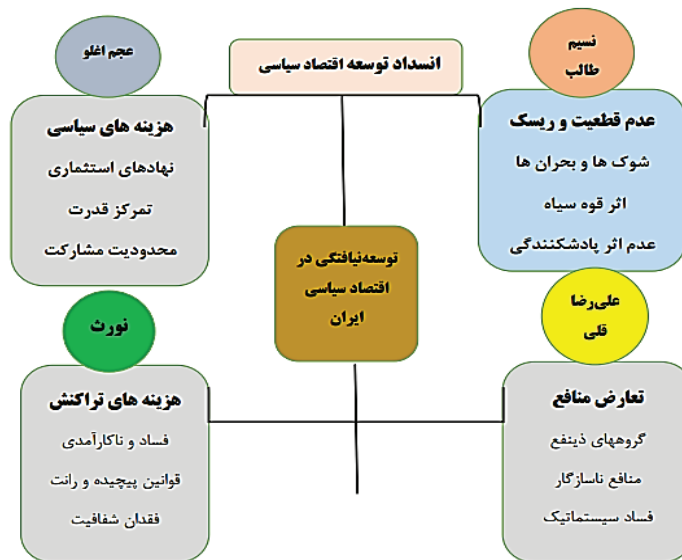 انسداد توسعه اقتصاد سیاسی
نسیم
طالب
عدم قطعیت و ریسک
شوک ها و بحران ها
اثر قوه سیاه
عدم اثر پادشکنندگی
عجم اغلو
هزینه های سیاسی
نهادهای استثماری
تمرکز قدرت
محدودیت مشارکت
توسعه‌نیافتگی در
اقتصاد سیاسی
ایران
علی‌رضا
قلی
تعارض منافع
گروههای ذینفع
منافع ناسازگار
فساد سیستماتیک
نورث
هزینه های تراکنش
فساد و ناکارآمدی
قوانین پیچیده و رانت
فقدان شفافیت